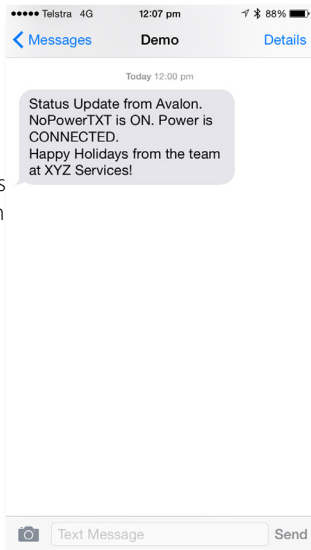 Telstra 4G 12:07 pm 88%
Messages Demo Details
Today 12:00 pm
Status Update from Avalon.
NoPowerTXT is ON. Power is
CONNECTED.
Happy Holidays from the team
at XYZ Services!
s
n
Text Message Send